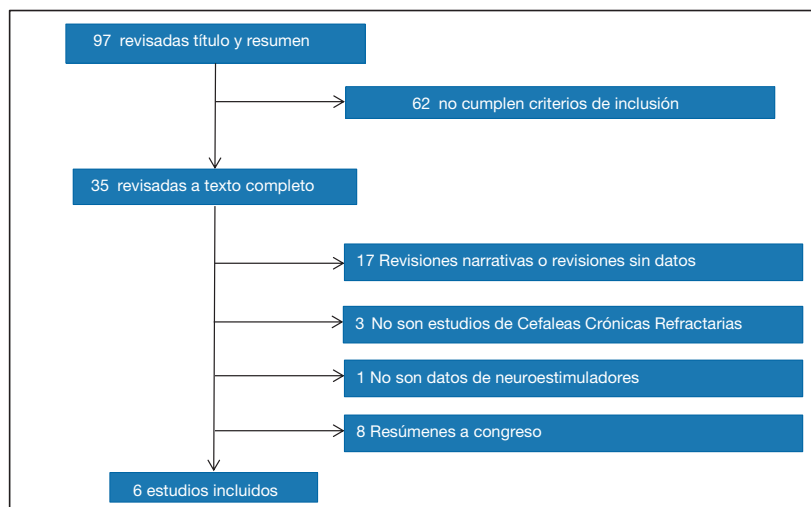 97 revisadas título y resumen
62 no cumplen criterios de inclusión
35 revisadas a texto completo
17 Revisiones narrativas o revisiones sin datos
3 No son estudios de Cefaleas Crónicas Refractarias
1 No son datos de neuroestimuladores
8 Resúmenes a congreso
6 estudios incluidos